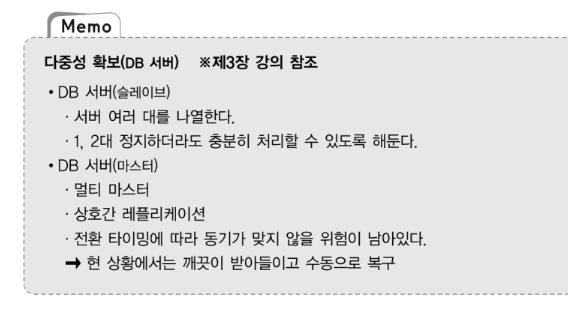 Memo
다중성 확보(DB 서버) ※제3장 강의 참조
• DB 서버(슬레이브)
· 서버 여러 대를 나열한다.
· 1, 2대 정지하더라도 충분히 처리할 수 있도록 해둔다.
• DB 서버(마스터)
· 멀티 마스터
· 상호간 레플리케이션
· 전환 타이밍에 따라 동기가 맞지 않을 위험이 남아있다.
➡ 현 상황에서는 깨끗이 받아들이고 수동으로 복구